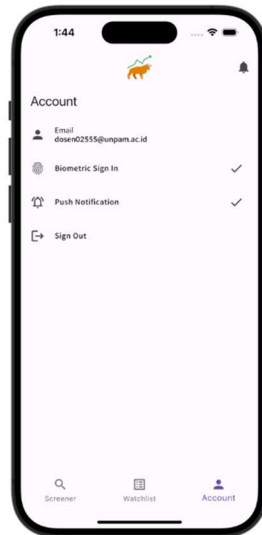 1:44
Account
Email
dosen02555@unpam.ac.id
Biometric Sign In
Push Notification
Sign Out
Screener Watchlist Account